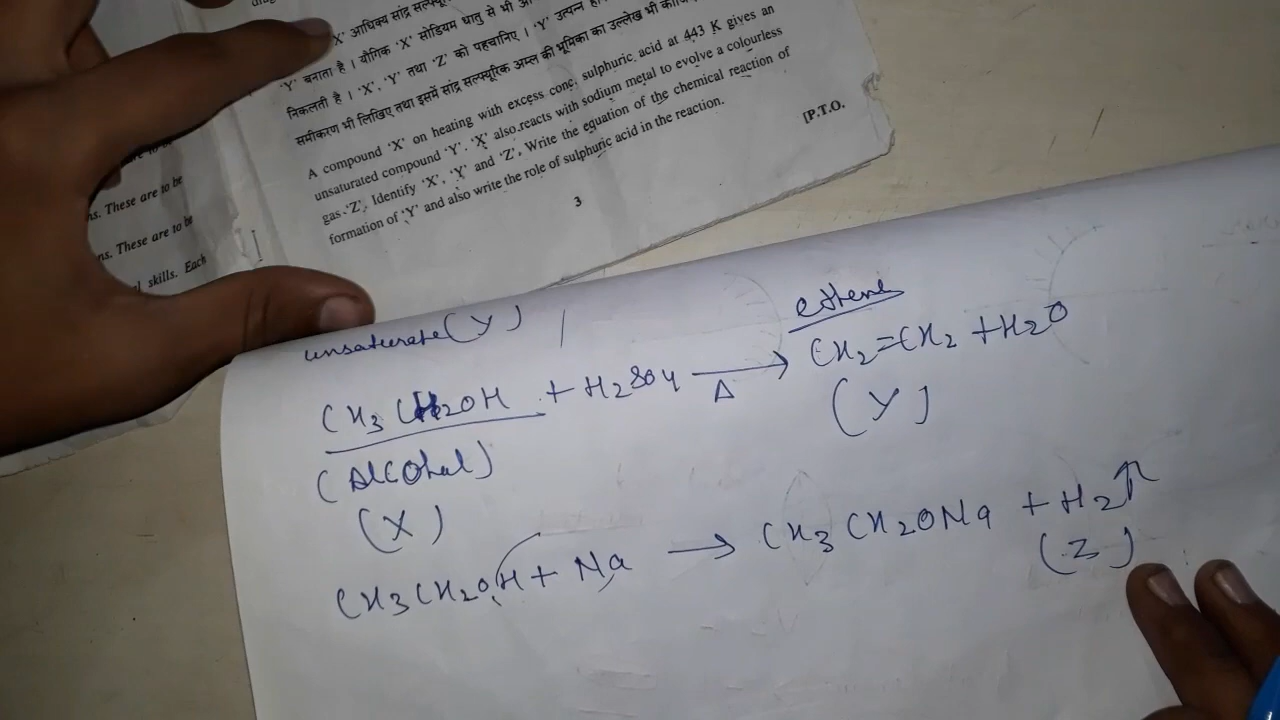 'X' आधिक्य सांद्र सल्फ्यू
'Y' बनाता है। यौगिक 'X' सोडियम धातु से भी
निकलती है। 'X', 'Y' तथा 'Z' को पहचानिए। 'Y' उत्पन्न
समीकरण भी लिखिए तथा इसमें सांद्र सल्फ्यूरिक अम्ल की भूमिका का उल्लेख भी
A compound 'X' on heating with excess conc. sulphuric acid at 443 K gives an
unsaturated compound 'Y'. 'X' also reacts with sodium metal to evolve a colourless
gas 'Z'. Identify 'X', 'Y' and 'Z'. Write the equation of the chemical reaction of
formation of 'Y' and also write the role of sulphuric acid in the reaction.
3
[P.T.O.
ns. These are to be
ns. These are to be
skills. Each
unsaturate (Y)
ethene
CH3CH2OH + H2SO4 →Δ CH2=CH2 + H2O
(Alcohal)
(Y)
(X)
CH3CH2OH + Na → CH3CH2ONa + H2↑
(Z)